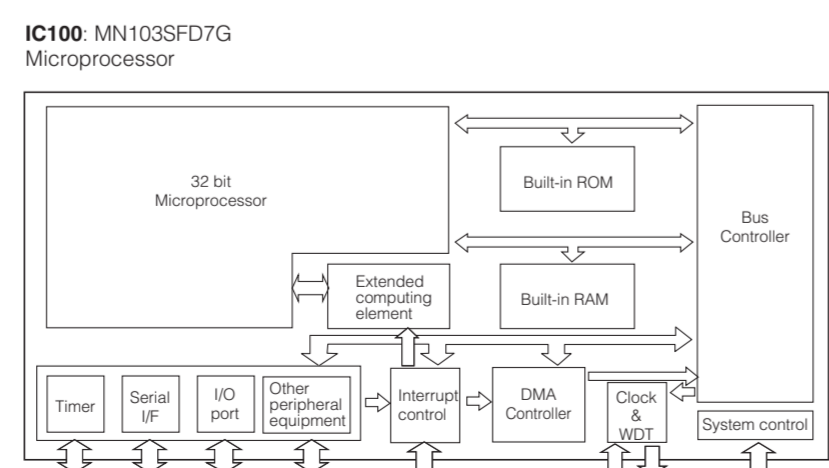 IC100: MN103SFD7G
Microprocessor
32 bit
Microprocessor
Built-in ROM
Bus
Controller
Extended
computing
element
Built-in RAM
Timer
Serial
I/F
I/O
port
Other
peripheral
equipment
Interrupt
control
DMA
Controller
Clock
&
WDT
System control